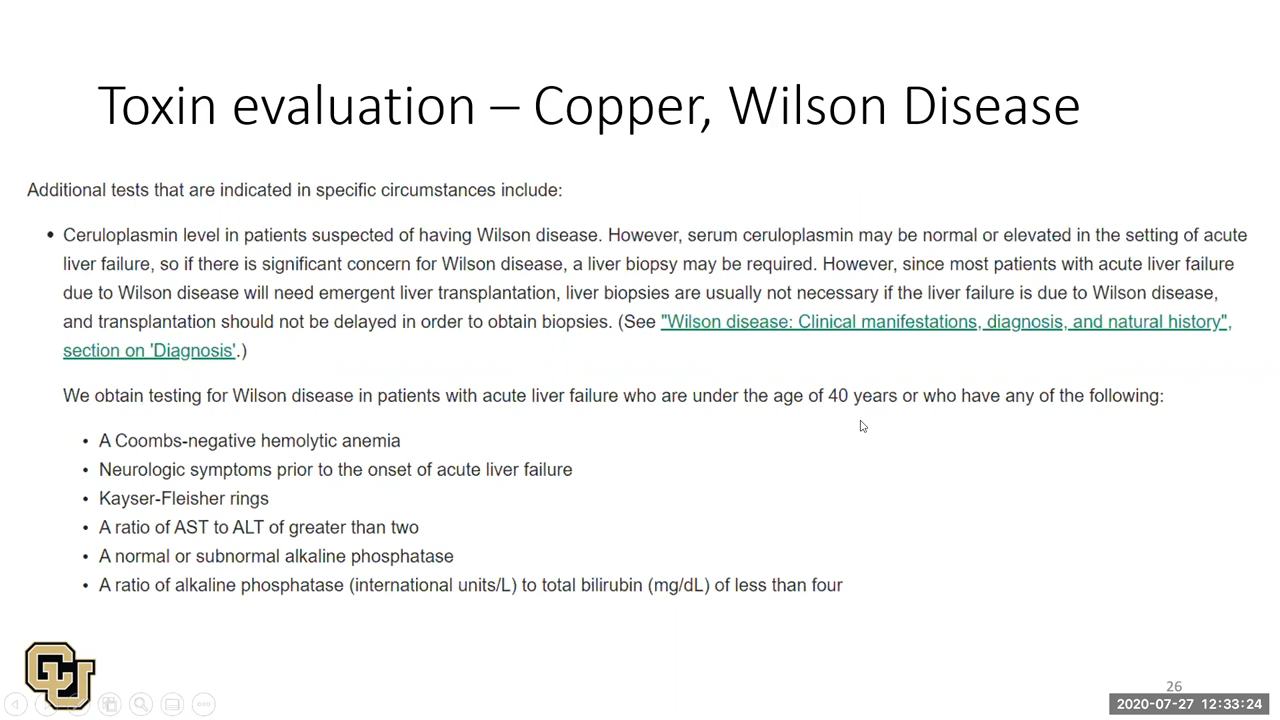 Toxin evaluation – Copper, Wilson Disease
Additional tests that are indicated in specific circumstances include:
• Ceruloplasmin level in patients suspected of having Wilson disease. However, serum ceruloplasmin may be normal or elevated in the setting of acute
liver failure, so if there is significant concern for Wilson disease, a liver biopsy may be required. However, since most patients with acute liver failure
due to Wilson disease will need emergent liver transplantation, liver biopsies are usually not necessary if the liver failure is due to Wilson disease,
and transplantation should not be delayed in order to obtain biopsies. (See "Wilson disease: Clinical manifestations, diagnosis, and natural history",
section on 'Diagnosis'.)
We obtain testing for Wilson disease in patients with acute liver failure who are under the age of 40 years or who have any of the following:
• A Coombs-negative hemolytic anemia
• Neurologic symptoms prior to the onset of acute liver failure
• Kayser-Fleisher rings
• A ratio of AST to ALT of greater than two
• A normal or subnormal alkaline phosphatase
• A ratio of alkaline phosphatase (international units/L) to total bilirubin (mg/dL) of less than four
CU
26
2020-07-27 12:33:24